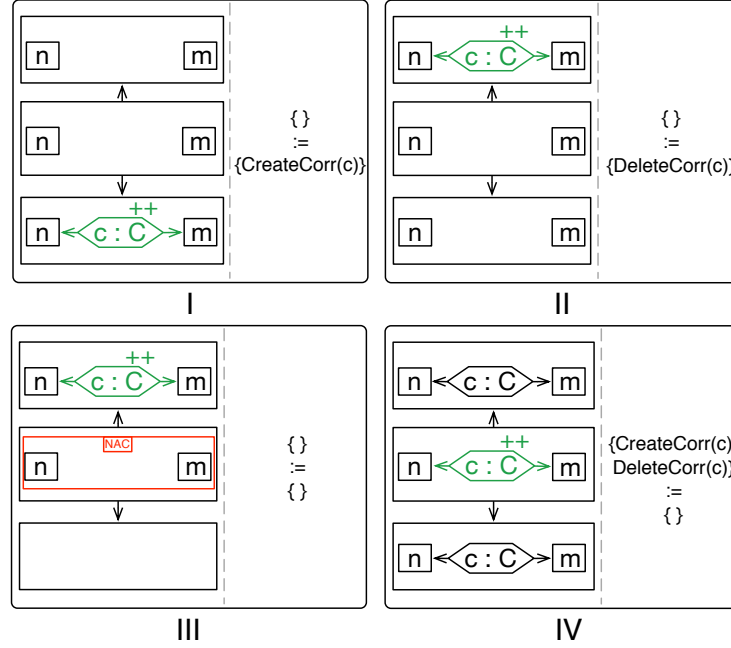 n m
n m
++
n c : C m
{ }
:=
{CreateCorr(c)}
I
++
n c : C m
n m
n m
{ }
:=
{DeleteCorr(c)}
II
++
n c : C m
NAC
n m
{ }
:=
{ }
III
n c : C m
++
n c : C m
n c : C m
{CreateCorr(c)
DeleteCorr(c)}
:=
{ }
IV